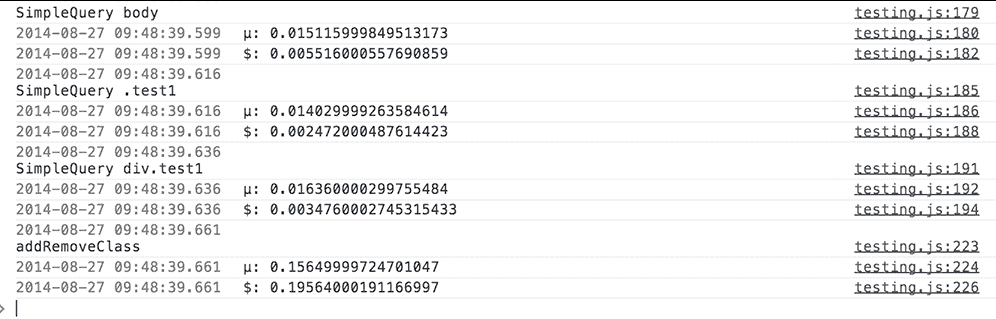 SimpleQuery body testing.js:179
2014-08-27 09:48:39.599 µ: 0.015115999849513173 testing.js:180
2014-08-27 09:48:39.599 $: 0.005516000557690859 testing.js:182
2014-08-27 09:48:39.616
SimpleQuery .test1 testing.js:185
2014-08-27 09:48:39.616 µ: 0.014029999263584614 testing.js:186
2014-08-27 09:48:39.616 $: 0.002472000487614423 testing.js:188
2014-08-27 09:48:39.636
SimpleQuery div.test1 testing.js:191
2014-08-27 09:48:39.636 µ: 0.016360000299755484 testing.js:192
2014-08-27 09:48:39.636 $: 0.0034760002745315433 testing.js:194
2014-08-27 09:48:39.661
addRemoveClass testing.js:223
2014-08-27 09:48:39.661 µ: 0.15649999724701047 testing.js:224
2014-08-27 09:48:39.661 $: 0.19564000191166997 testing.js:226
>